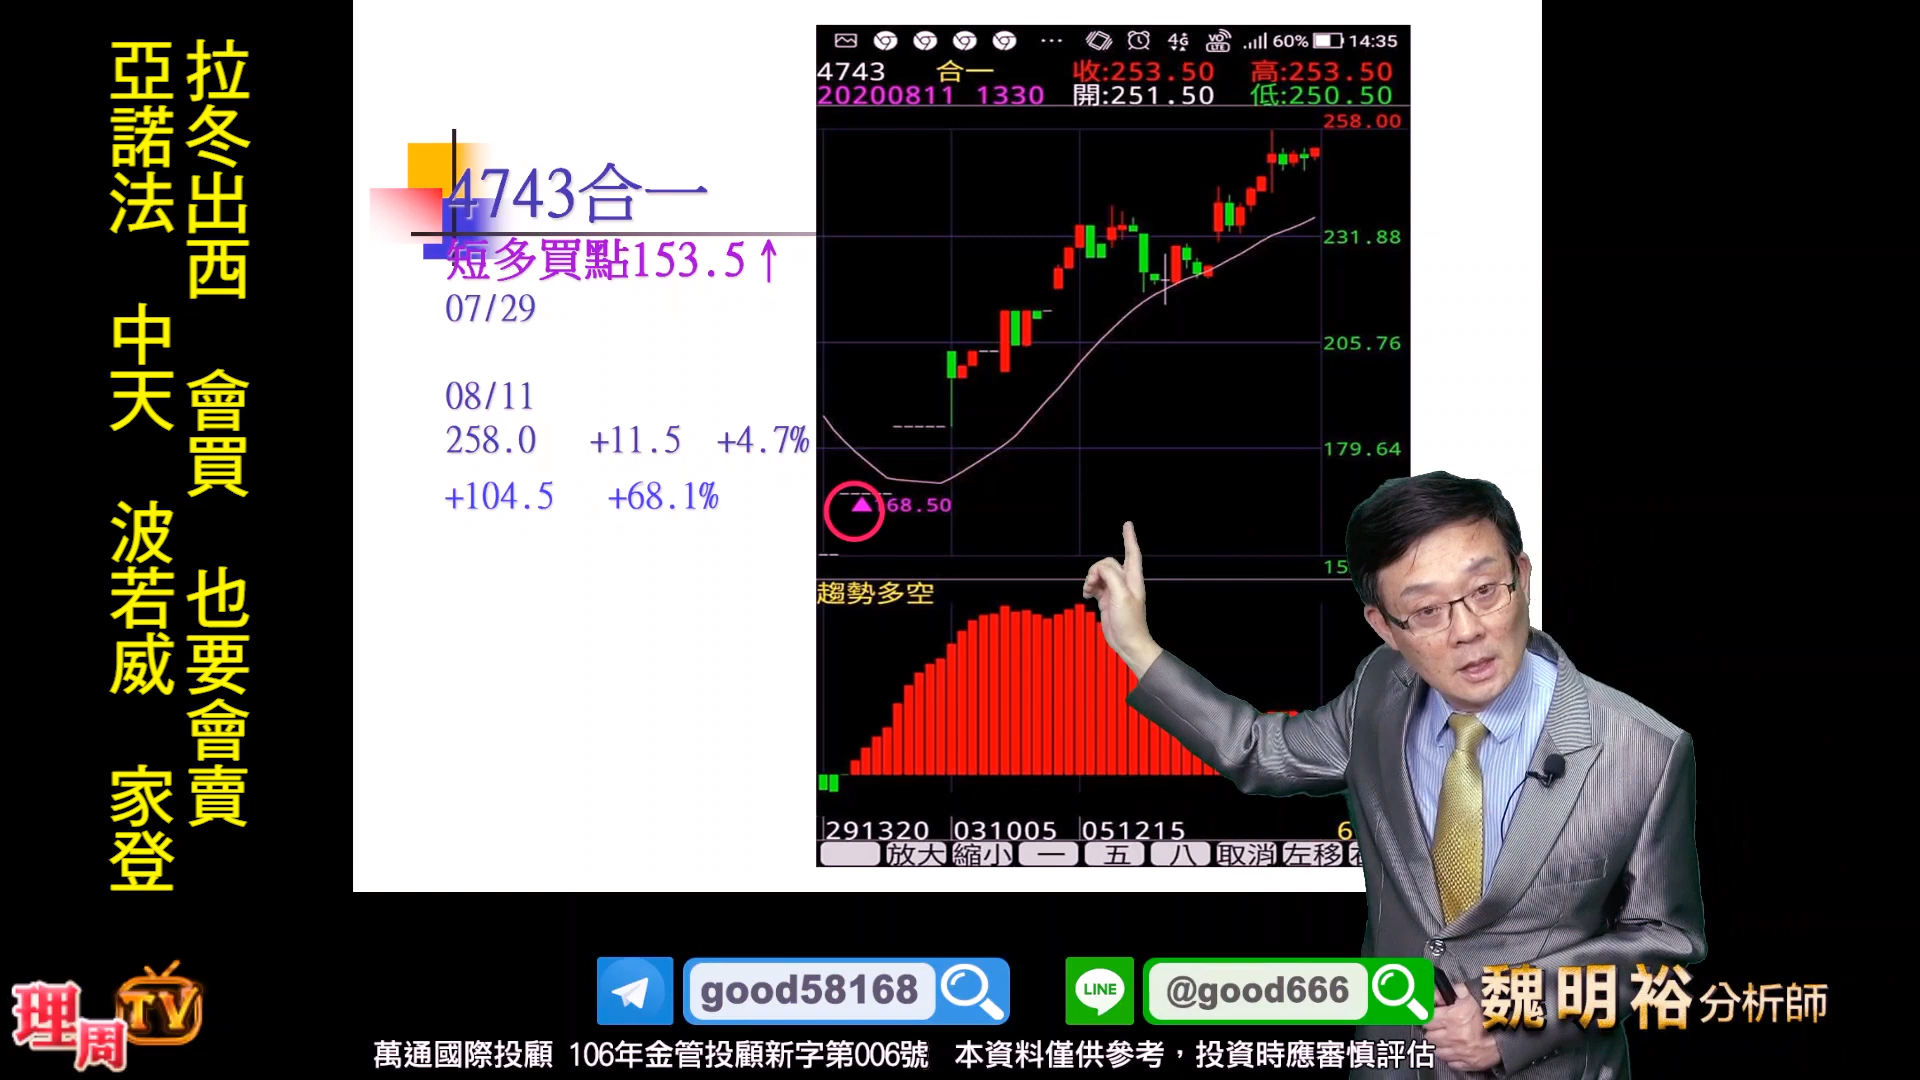 拉冬出西 會買 也要會賣
亞諾法 中天 波若威 家登
4743合一
短多買點153.5↑
07/29
08/11
258.0 +11.5 +4.7%
+104.5 +68.1%
4G VO LTE 60% 14:35
4743 合一 收:253.50 高:253.50
20200811 1330 開:251.50 低:250.50
258.00
231.88
205.76
179.64
68.50
15
趨勢多空
291320 031005 051215 6
放大 縮小 一 五 八 取消 左移
理周TV
good58168
LINE @good666
魏明裕分析師
萬通國際投顧 106年金管投顧新字第006號 本資料僅供參考，投資時應審慎評估